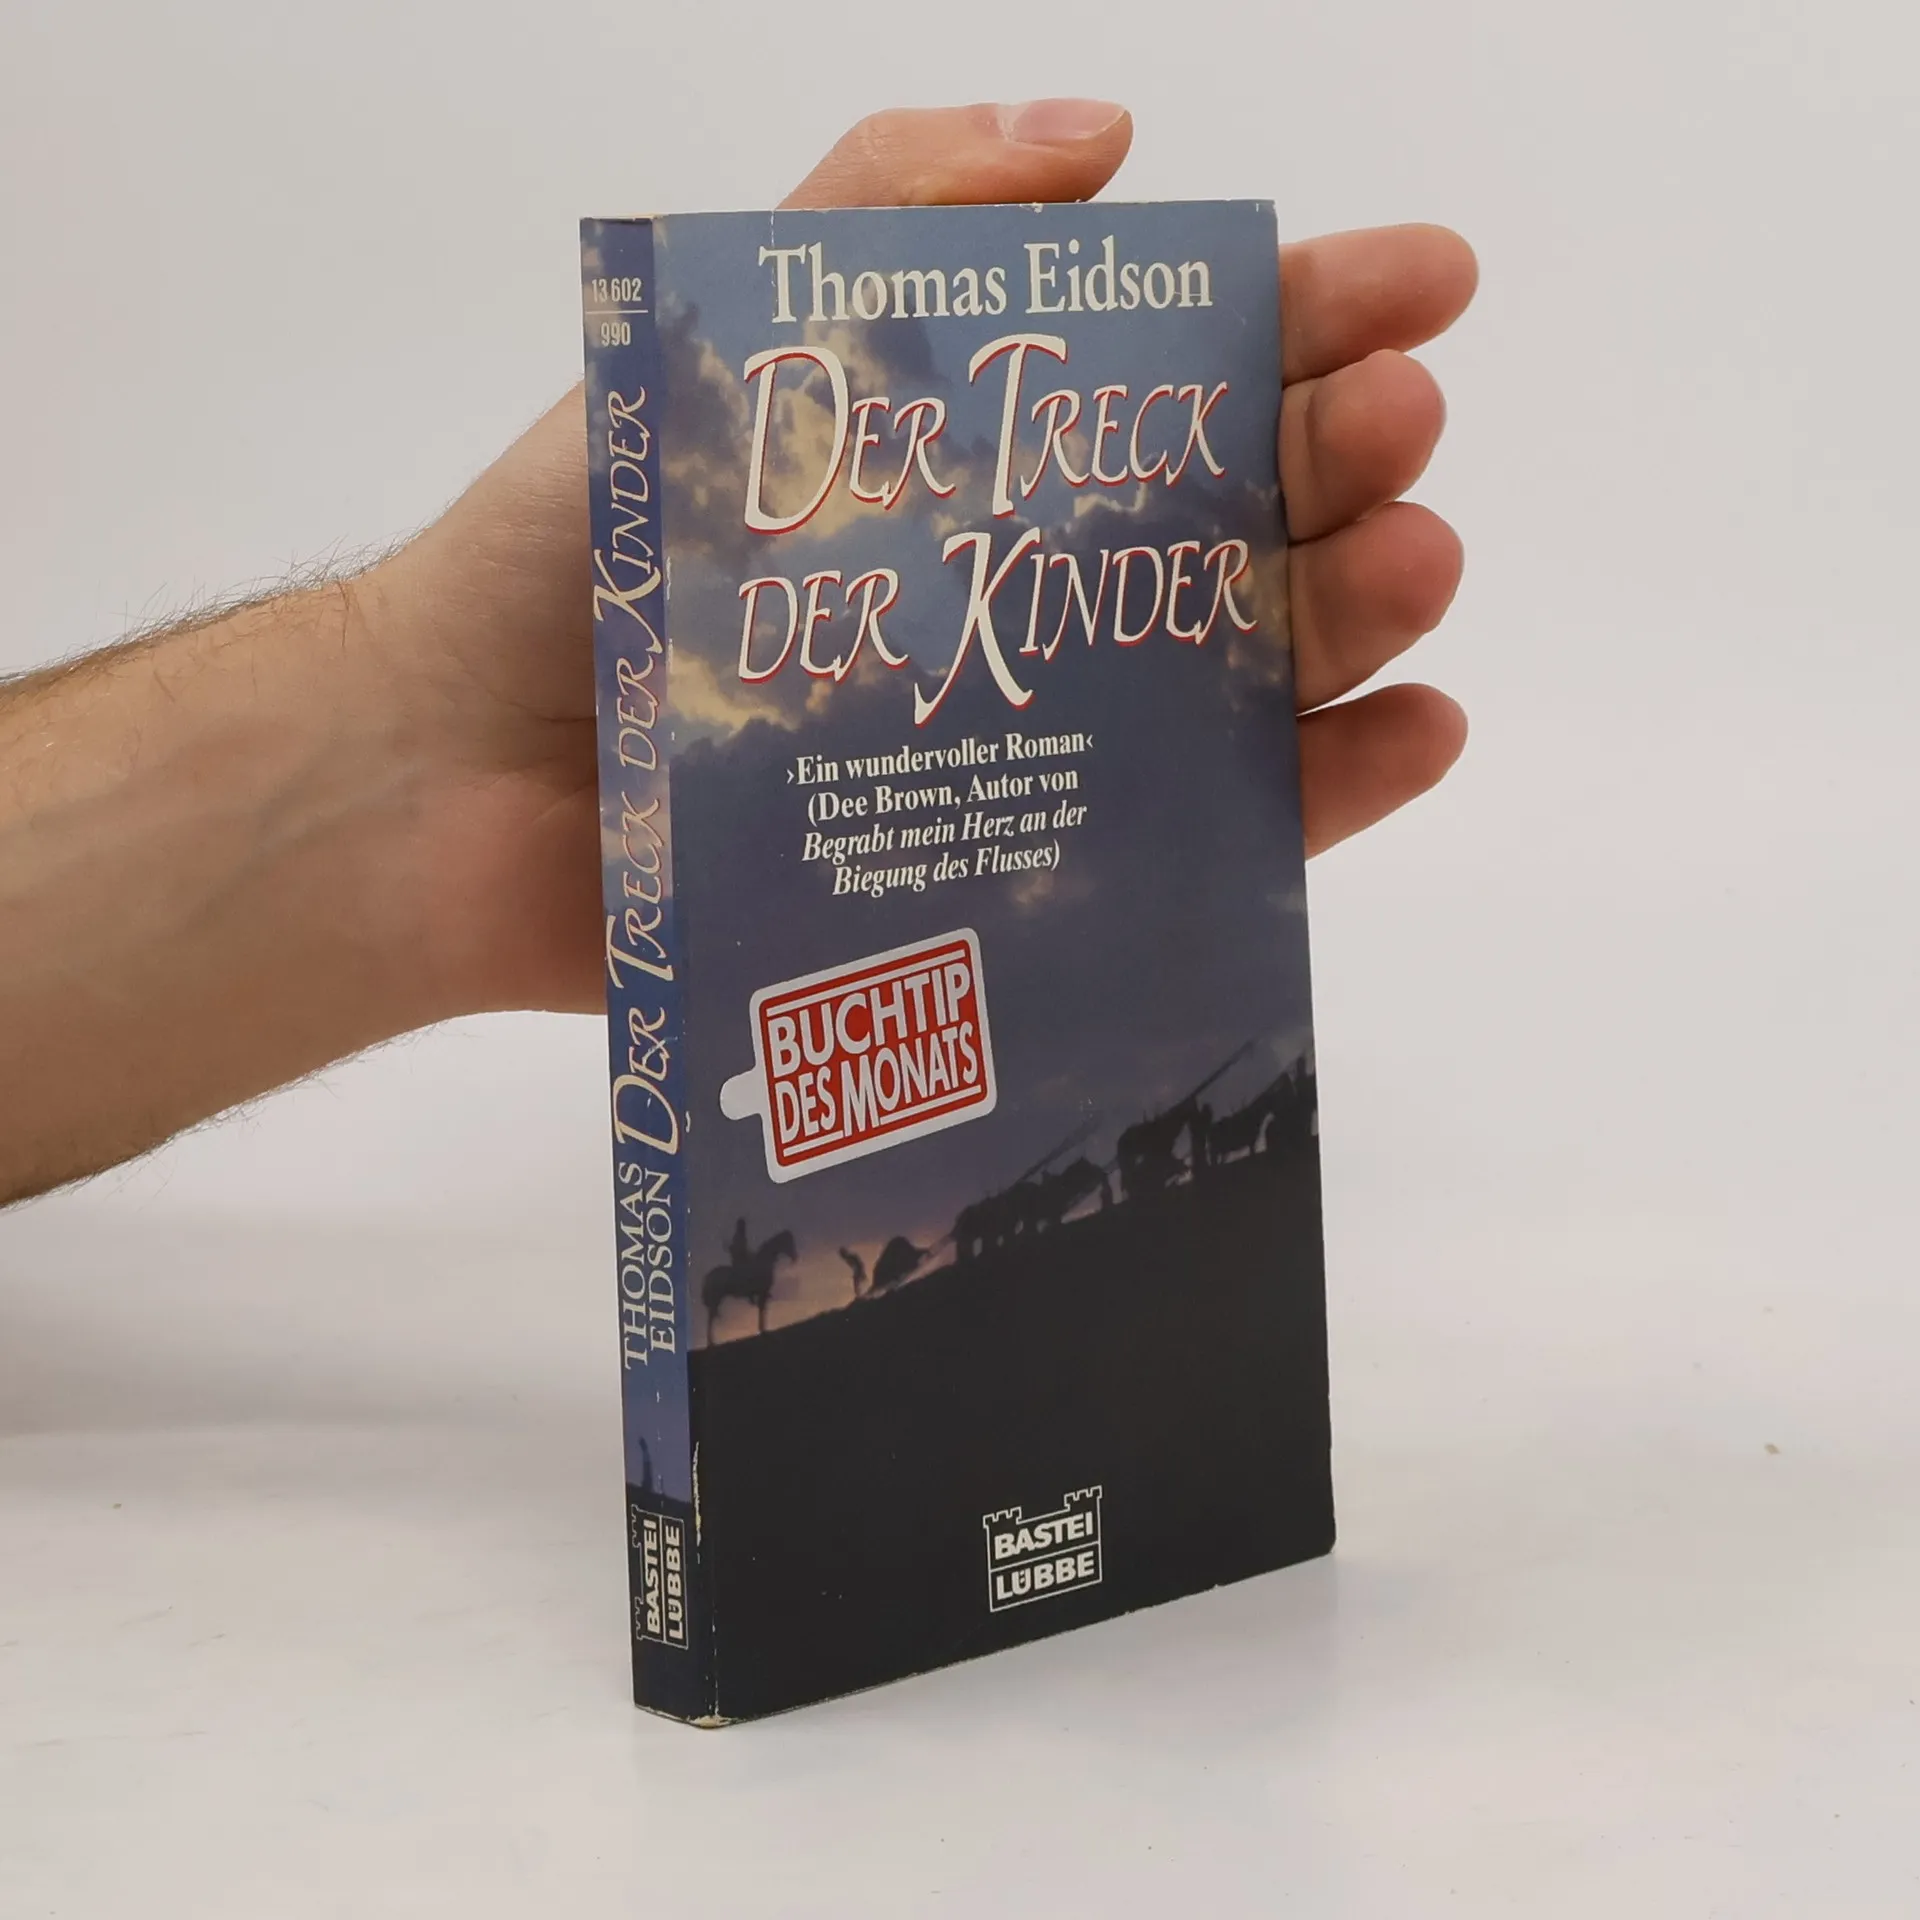 13 602
990
THOMAS
EIDSON
DER TRECK DER KINDER
BASTEI
LÜBBE
Thomas Eidson
DER TRECK
DER KINDER
›Ein wundervoller Roman‹
(Dee Brown, Autor von
Begrabt mein Herz an der
Biegung des Flusses)
BUCHTIP
DES MONATS
BASTEI
LÜBBE